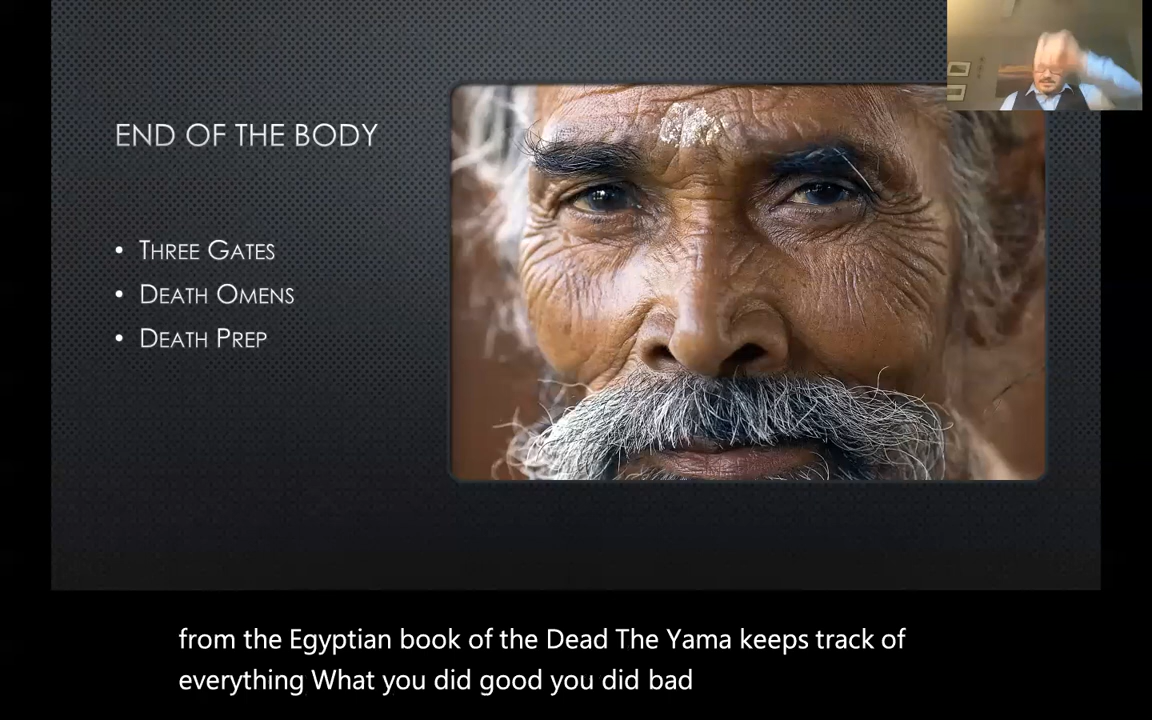 END OF THE BODY
• THREE GATES
• DEATH OMENS
• DEATH PREP
from the Egyptian book of the Dead The Yama keeps track of
everything What you did good you did bad